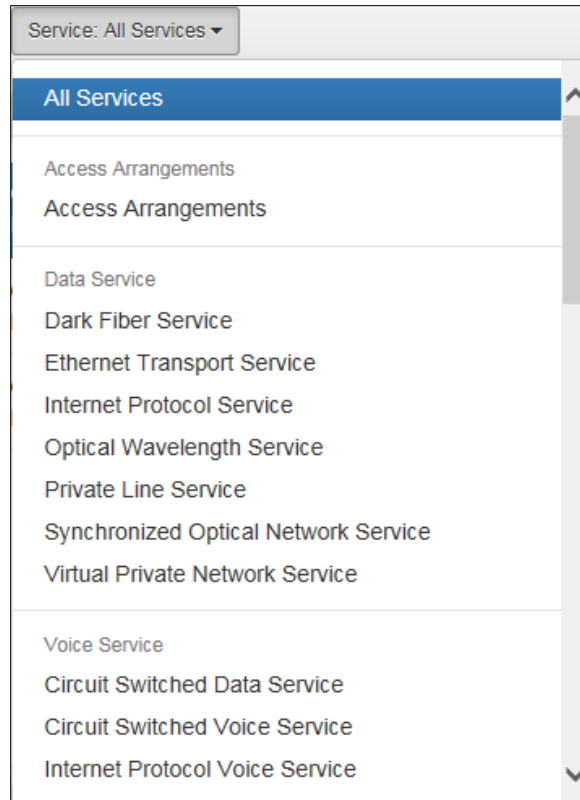 Service: All Services
All Services
Access Arrangements
Access Arrangements
Data Service
Dark Fiber Service
Ethernet Transport Service
Internet Protocol Service
Optical Wavelength Service
Private Line Service
Synchronized Optical Network Service
Virtual Private Network Service
Voice Service
Circuit Switched Data Service
Circuit Switched Voice Service
Internet Protocol Voice Service